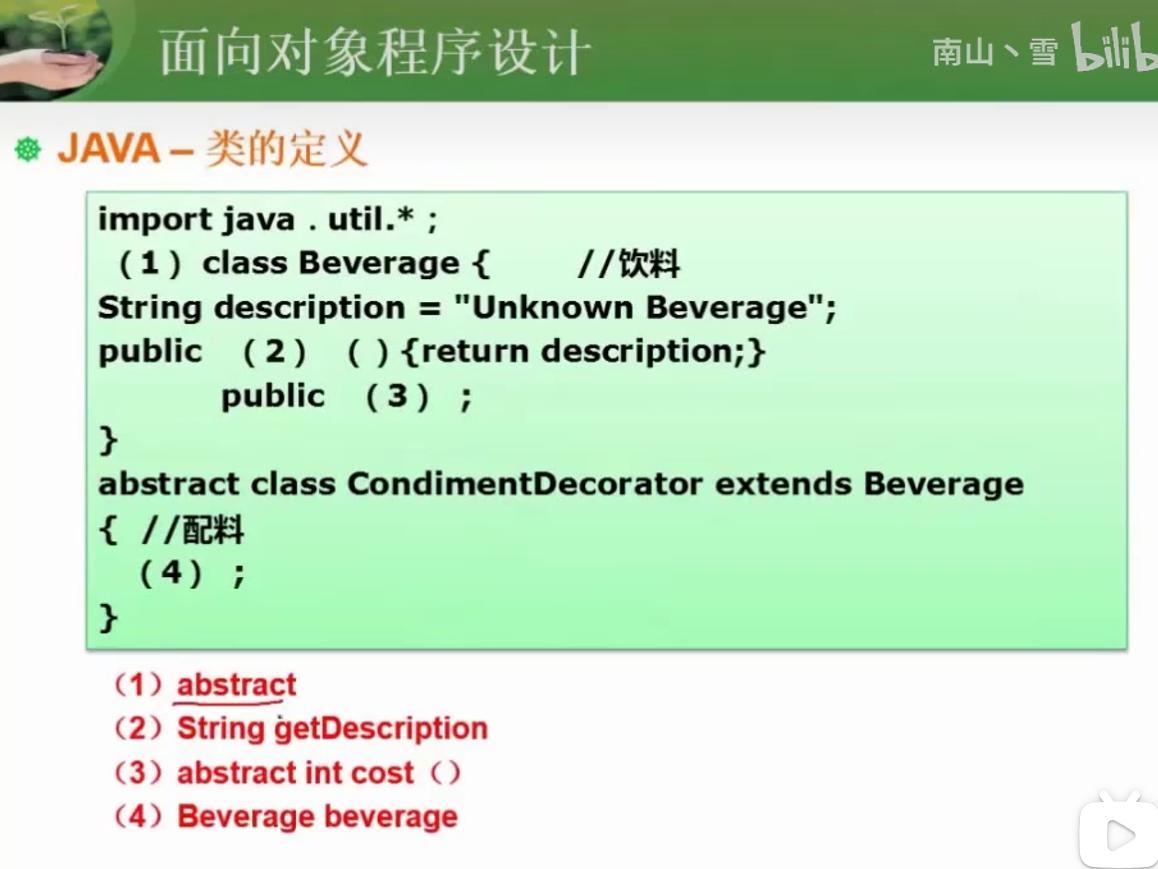 面向对象程序设计
南山丶雪 bilib
JAVA – 类的定义
import java . util.* ;
（1）class Beverage { //饮料
String description = "Unknown Beverage";
public （2） ( ) {return description;}
public （3） ;
}
abstract class CondimentDecorator extends Beverage
{ //配料
（4） ;
}
（1）abstract
（2）String getDescription
（3）abstract int cost（）
（4）Beverage beverage